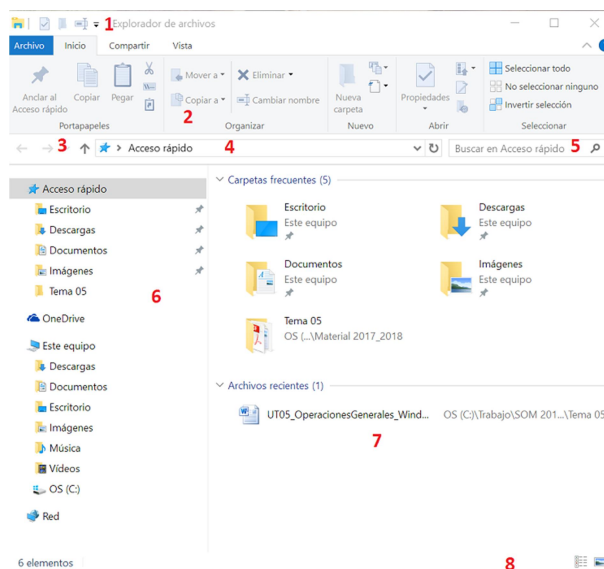 1 Explorador de archivos
Archivo Inicio Compartir Vista
Anclar al Acceso rápido
Copiar
Pegar
Portapapeles
Mover a
Eliminar
Copiar a
Cambiar nombre
2
Organizar
Nueva carpeta
Nuevo
Propiedades
Abrir
Seleccionar todo
No seleccionar ninguno
Invertir selección
Seleccionar
3 Acceso rápido 4 Buscar en Acceso rápido 5
Acceso rápido
Escritorio
Descargas
Documentos
Imágenes
Tema 05
6
OneDrive
Este equipo
Descargas
Documentos
Escritorio
Imágenes
Música
Vídeos
OS (C:)
Red
Carpetas frecuentes (5)
Escritorio
Este equipo
Descargas
Este equipo
Documentos
Este equipo
Imágenes
Este equipo
Tema 05
OS (...\Material 2017_2018
Archivos recientes (1)
UT05_OperacionesGenerales_Wind... OS (C:)\Trabajo\SOM 201...\Tema 05
7
6 elementos 8